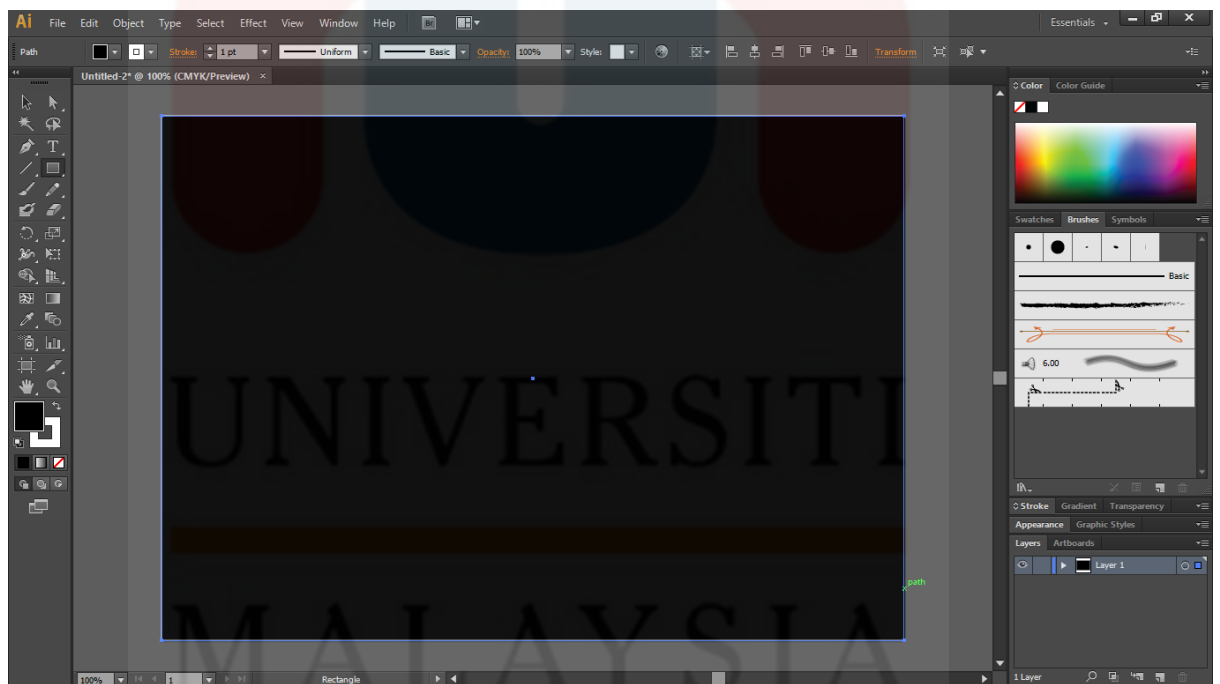 Ai File Edit Object Type Select Effect View Window Help Br Essentials
Path Stroke: 1 pt Uniform Basic Opacity: 100% Style: Transform
Untitled-2* @ 100% (CMYK/Preview) ×
Color Color Guide
Swatches Brushes Symbols
Basic
6.00
UNIVERSITI
Stroke Gradient Transparency
Appearance Graphic Styles
Layers Artboards
Layer 1
path
MALAYSIA
100% 1 Rectangle
1 Layer